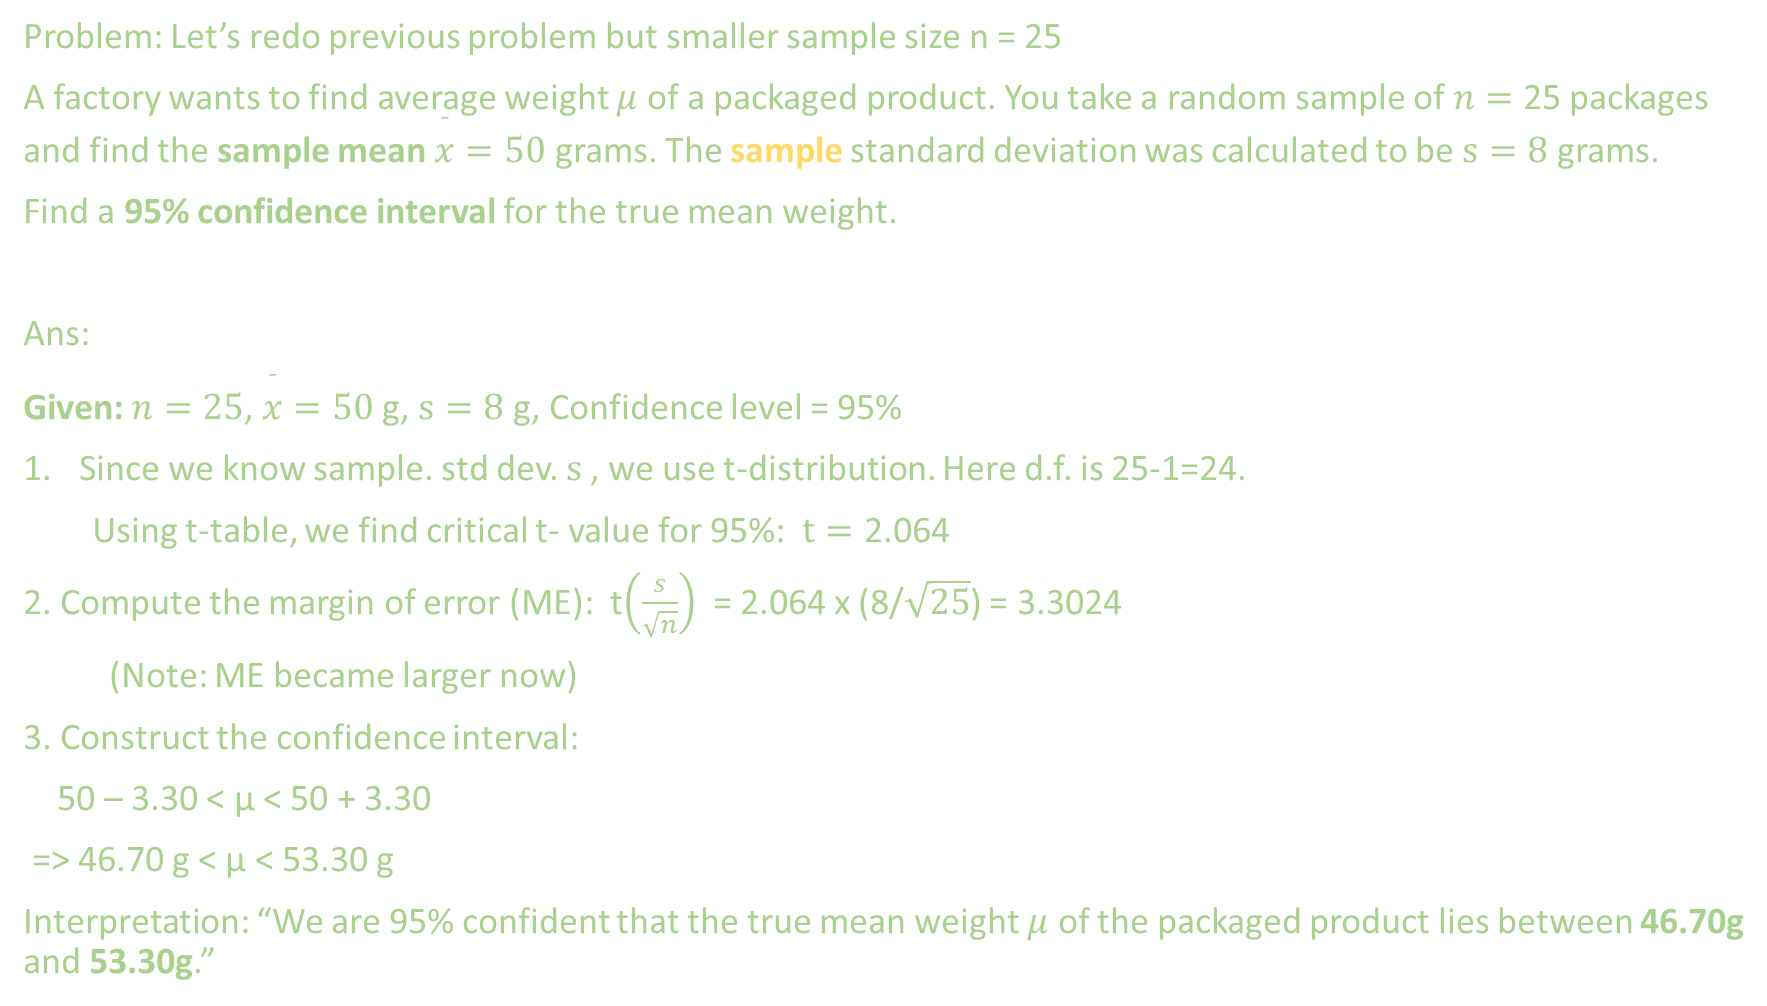 Problem: Let’s redo previous problem but smaller sample size n = 25
A factory wants to find average weight μ of a packaged product. You take a random sample of n = 25 packages
and find the sample mean x̄ = 50 grams. The sample standard deviation was calculated to be s = 8 grams.
Find a 95% confidence interval for the true mean weight.
Ans:
Given: n = 25, x̄ = 50 g, s = 8 g, Confidence level = 95%
1. Since we know sample. std dev. s , we use t-distribution. Here d.f. is 25-1=24.
Using t-table, we find critical t- value for 95%: t = 2.064
2. Compute the margin of error (ME): t(s/√n) = 2.064 x (8/√25) = 3.3024
(Note: ME became larger now)
3. Construct the confidence interval:
50 – 3.30 < μ < 50 + 3.30
=> 46.70 g < μ < 53.30 g
Interpretation: “We are 95% confident that the true mean weight μ of the packaged product lies between 46.70g
and 53.30g.”